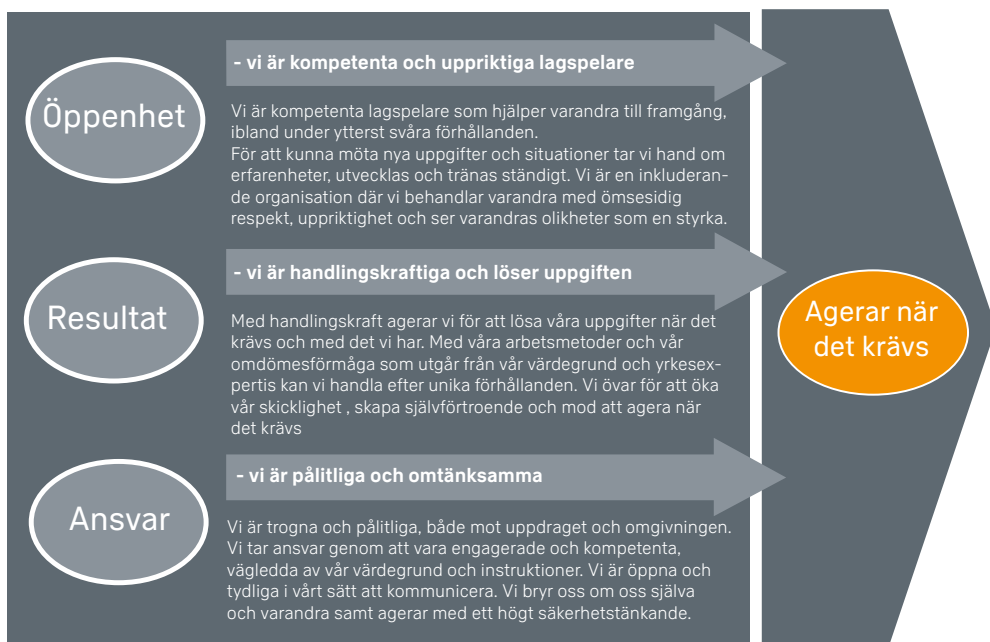 Öppenhet
- vi är kompetenta och uppriktiga lagspelare
Vi är kompetenta lagspelare som hjälper varandra till framgång,
ibland under ytterst svåra förhållanden.
För att kunna möta nya uppgifter och situationer tar vi hand om
erfarenheter, utvecklas och tränas ständigt. Vi är en inkluderan-
de organisation där vi behandlar varandra med ömsesidig
respekt, uppriktighet och ser varandras olikheter som en styrka.
Resultat
- vi är handlingskraftiga och löser uppgiften
Med handlingskraft agerar vi för att lösa våra uppgifter när det
krävs och med det vi har. Med våra arbetsmetoder och vår
omdömesförmåga som utgår från vår värdegrund och yrkesex-
pertis kan vi handla efter unika förhållanden. Vi övar för att öka
vår skicklighet , skapa självförtroende och mod att agera när
det krävs
Ansvar
- vi är pålitliga och omtänksamma
Vi är trogna och pålitliga, både mot uppdraget och omgivningen.
Vi tar ansvar genom att vara engagerade och kompetenta,
vägledda av vår värdegrund och instruktioner. Vi är öppna och
tydliga i vårt sätt att kommunicera. Vi bryr oss om oss själva
och varandra samt agerar med ett högt säkerhetstänkande.
Agerar när
det krävs